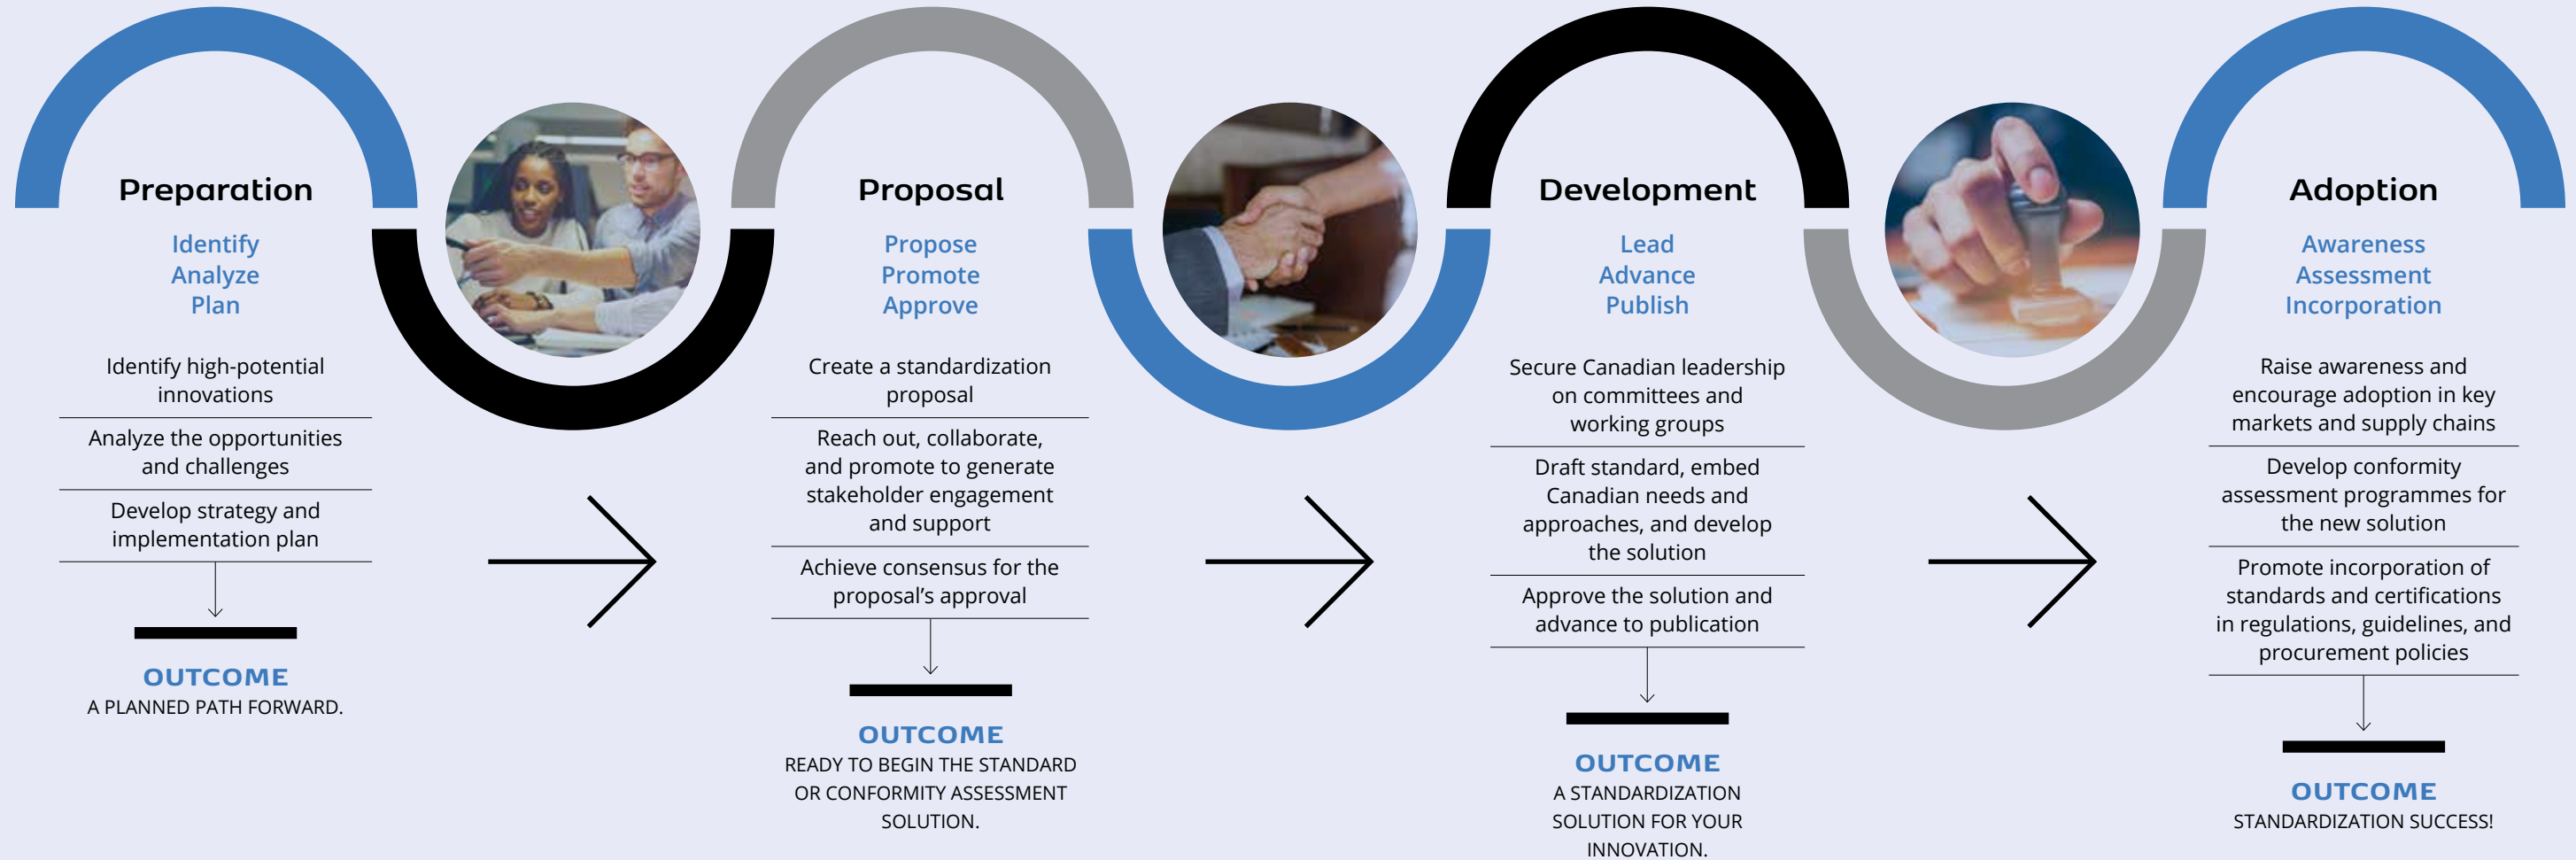 Preparation
Identify
Analyze
Plan
Identify high-potential
innovations
Analyze the opportunities
and challenges
Develop strategy and
implementation plan
OUTCOME
A PLANNED PATH FORWARD.
Proposal
Propose
Promote
Approve
Create a standardization
proposal
Reach out, collaborate,
and promote to generate
stakeholder engagement
and support
Achieve consensus for the
proposal’s approval
OUTCOME
READY TO BEGIN THE STANDARD
OR CONFORMITY ASSESSMENT
SOLUTION.
Development
Lead
Advance
Publish
Secure Canadian leadership
on committees and
working groups
Draft standard, embed
Canadian needs and
approaches, and develop
the solution
Approve the solution and
advance to publication
OUTCOME
A STANDARDIZATION
SOLUTION FOR YOUR
INNOVATION.
Adoption
Awareness
Assessment
Incorporation
Raise awareness and
encourage adoption in key
markets and supply chains
Develop conformity
assessment programmes for
the new solution
Promote incorporation of
standards and certifications
in regulations, guidelines, and
procurement policies
OUTCOME
STANDARDIZATION SUCCESS!